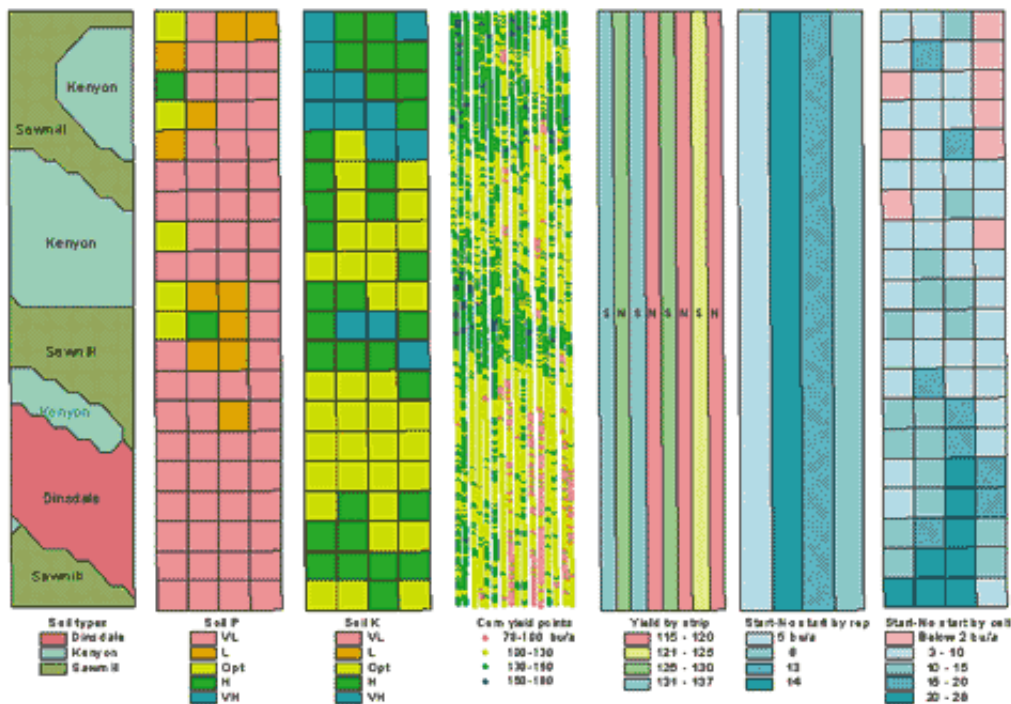 Kenyon
Sawmill
Kenyon
Sawmill
Kenyon
Dinsdale
Sawmill
S N S N S N S N
Soil types
Dinsdale
Kenyon
Sawmill
Soil P
VL
L
Opt
H
VH
Soil K
VL
L
Opt
H
VH
Corn yield points
70-100 bu/a
100-130
130-150
150-180
Yield by strip
115 - 120
121 - 125
125 - 130
131 - 137
Start-No start by rep
5 bu/a
8
13
14
Start-No start by cell
Below 2 bu/a
3 - 10
10 - 15
15 - 20
20 - 28